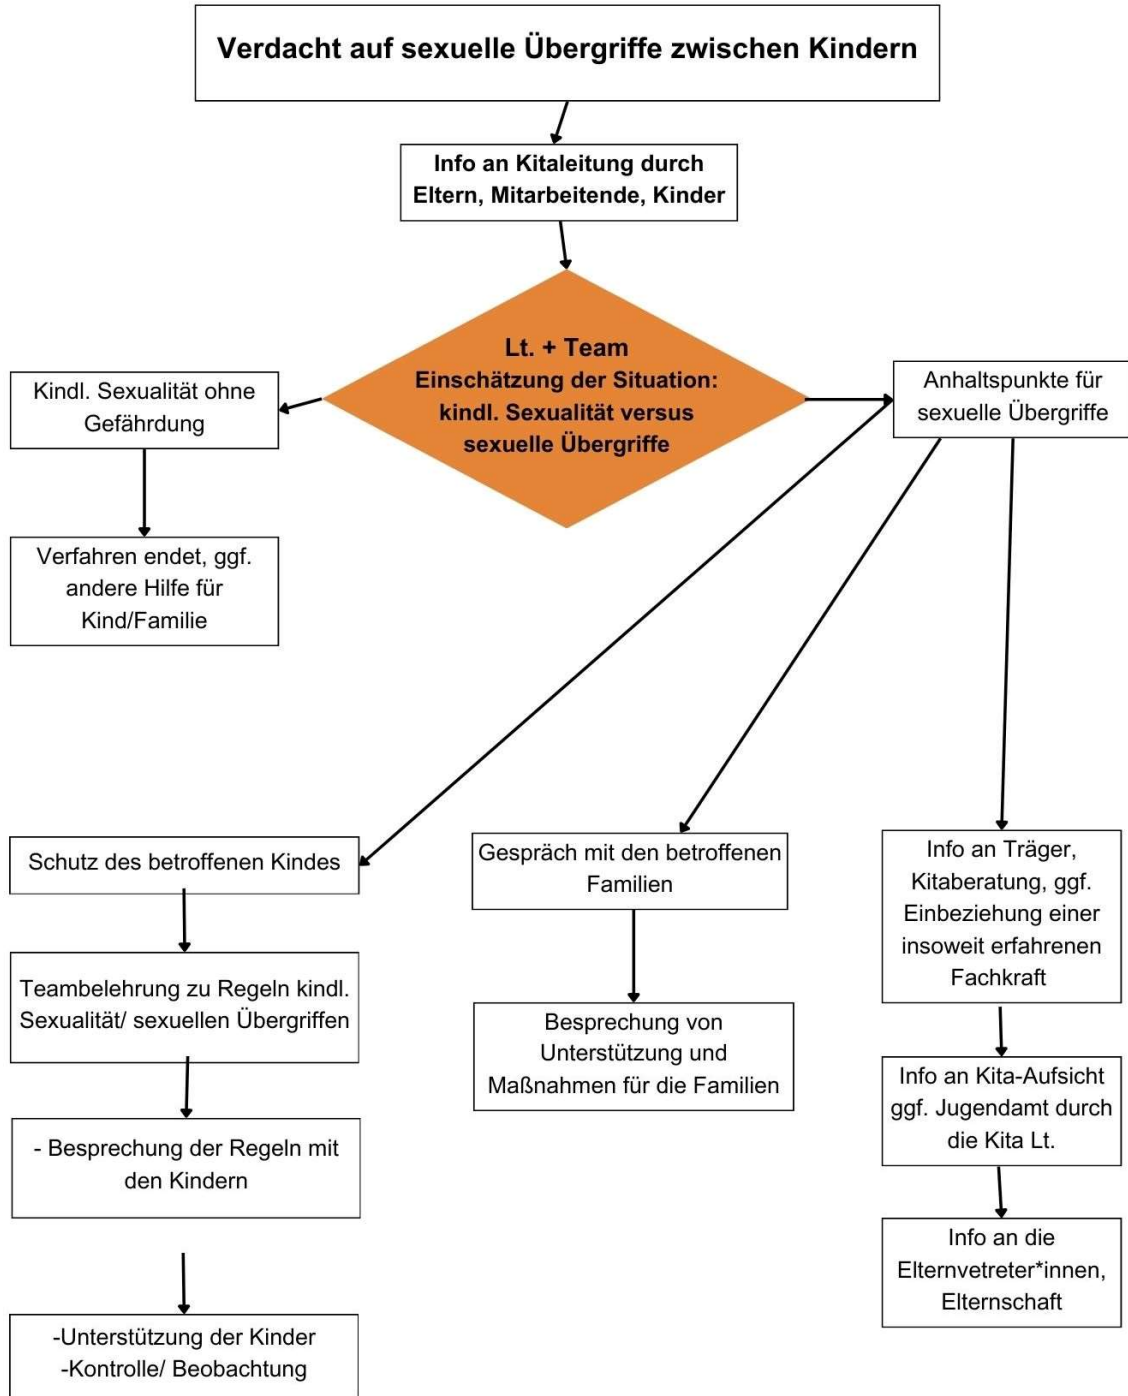 Verdacht auf sexuelle Übergriffe zwischen Kindern
Info an Kitaleitung durch
Eltern, Mitarbeitende, Kinder
Lt. + Team
Einschätzung der Situation:
kindl. Sexualität versus
sexuelle Übergriffe
Kindl. Sexualität ohne
Gefährdung
Anhaltspunkte für
sexuelle Übergriffe
Verfahren endet, ggf.
andere Hilfe für
Kind/Familie
Schutz des betroffenen Kindes
Teambelehrung zu Regeln kindl.
Sexualität/ sexuellen Übergriffen
- Besprechung der Regeln mit
den Kindern
-Unterstützung der Kinder
-Kontrolle/ Beobachtung
Gespräch mit den betroffenen
Familien
Besprechung von
Unterstützung und
Maßnahmen für die Familien
Info an Träger,
Kitaberatung, ggf.
Einbeziehung einer
insoweit erfahrenen
Fachkraft
Info an Kita-Aufsicht
ggf. Jugendamt durch
die Kita Lt.
Info an die
Elternvetreter*innen,
Elternschaft